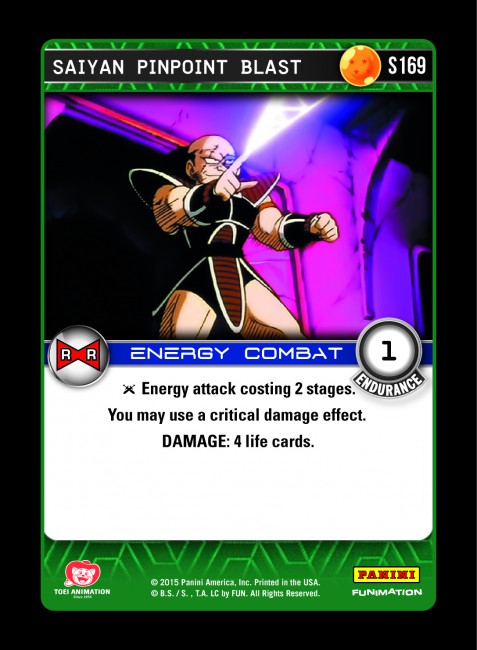 SAIYAN PINPOINT BLAST
S169
R R
ENERGY COMBAT
1
ENDURANCE
Energy attack costing 2 stages.
You may use a critical damage effect.
DAMAGE: 4 life cards.
TOEI ANIMATION
Since 1956
© 2015 Panini America, Inc. Printed in the USA.
© B.S. / S. , T.A. LC by FUN. All Rights Reserved.
PANINI
FUNIMATION